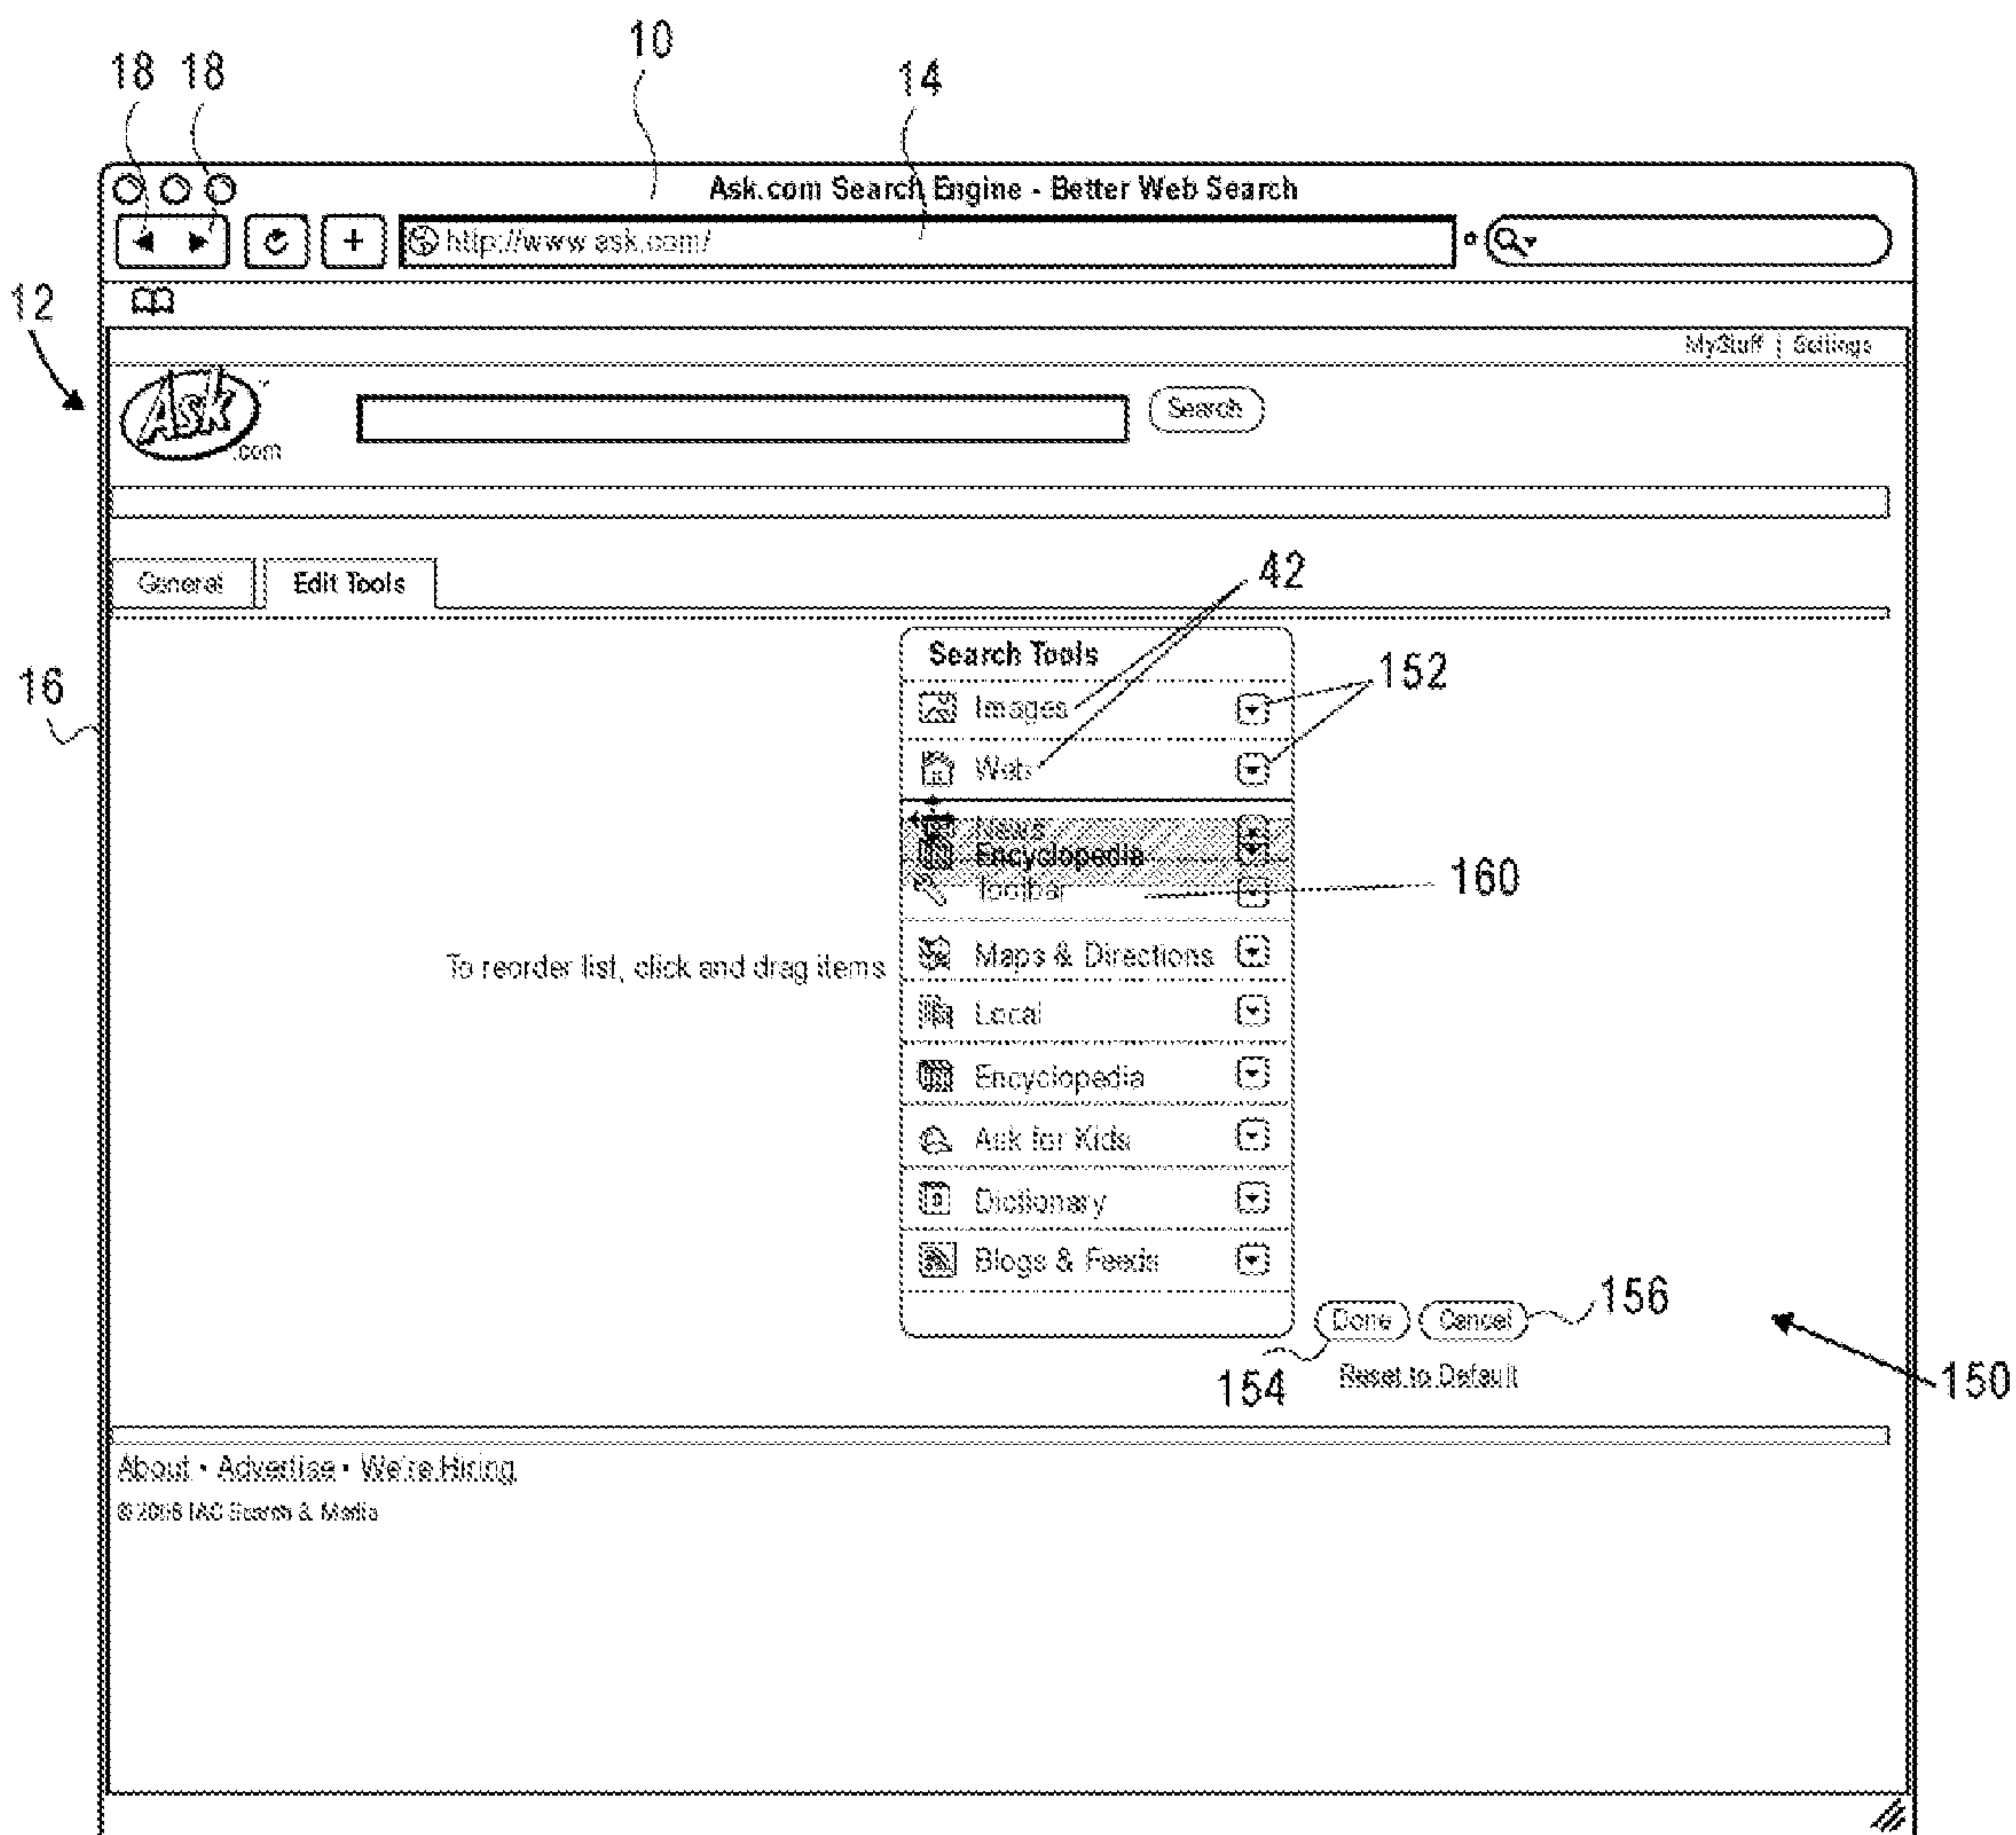 10
14
18 18
Ask.com Search Engine - Better Web Search
http://www.ask.com/
12
MyStuff | Settings
Ask.com
Search
General Edit Tools
42
Search Tools
152
16
Images
Web
News
Encyclopedia
Toolbar
160
To reorder list, click and drag items
Maps & Directions
Local
Encyclopedia
Ask for Kids
Dictionary
Blogs & Feeds
Done Cancel
156
154
Reset to Default
150
About • Advertise • We're Hiring
IAC Search & Media